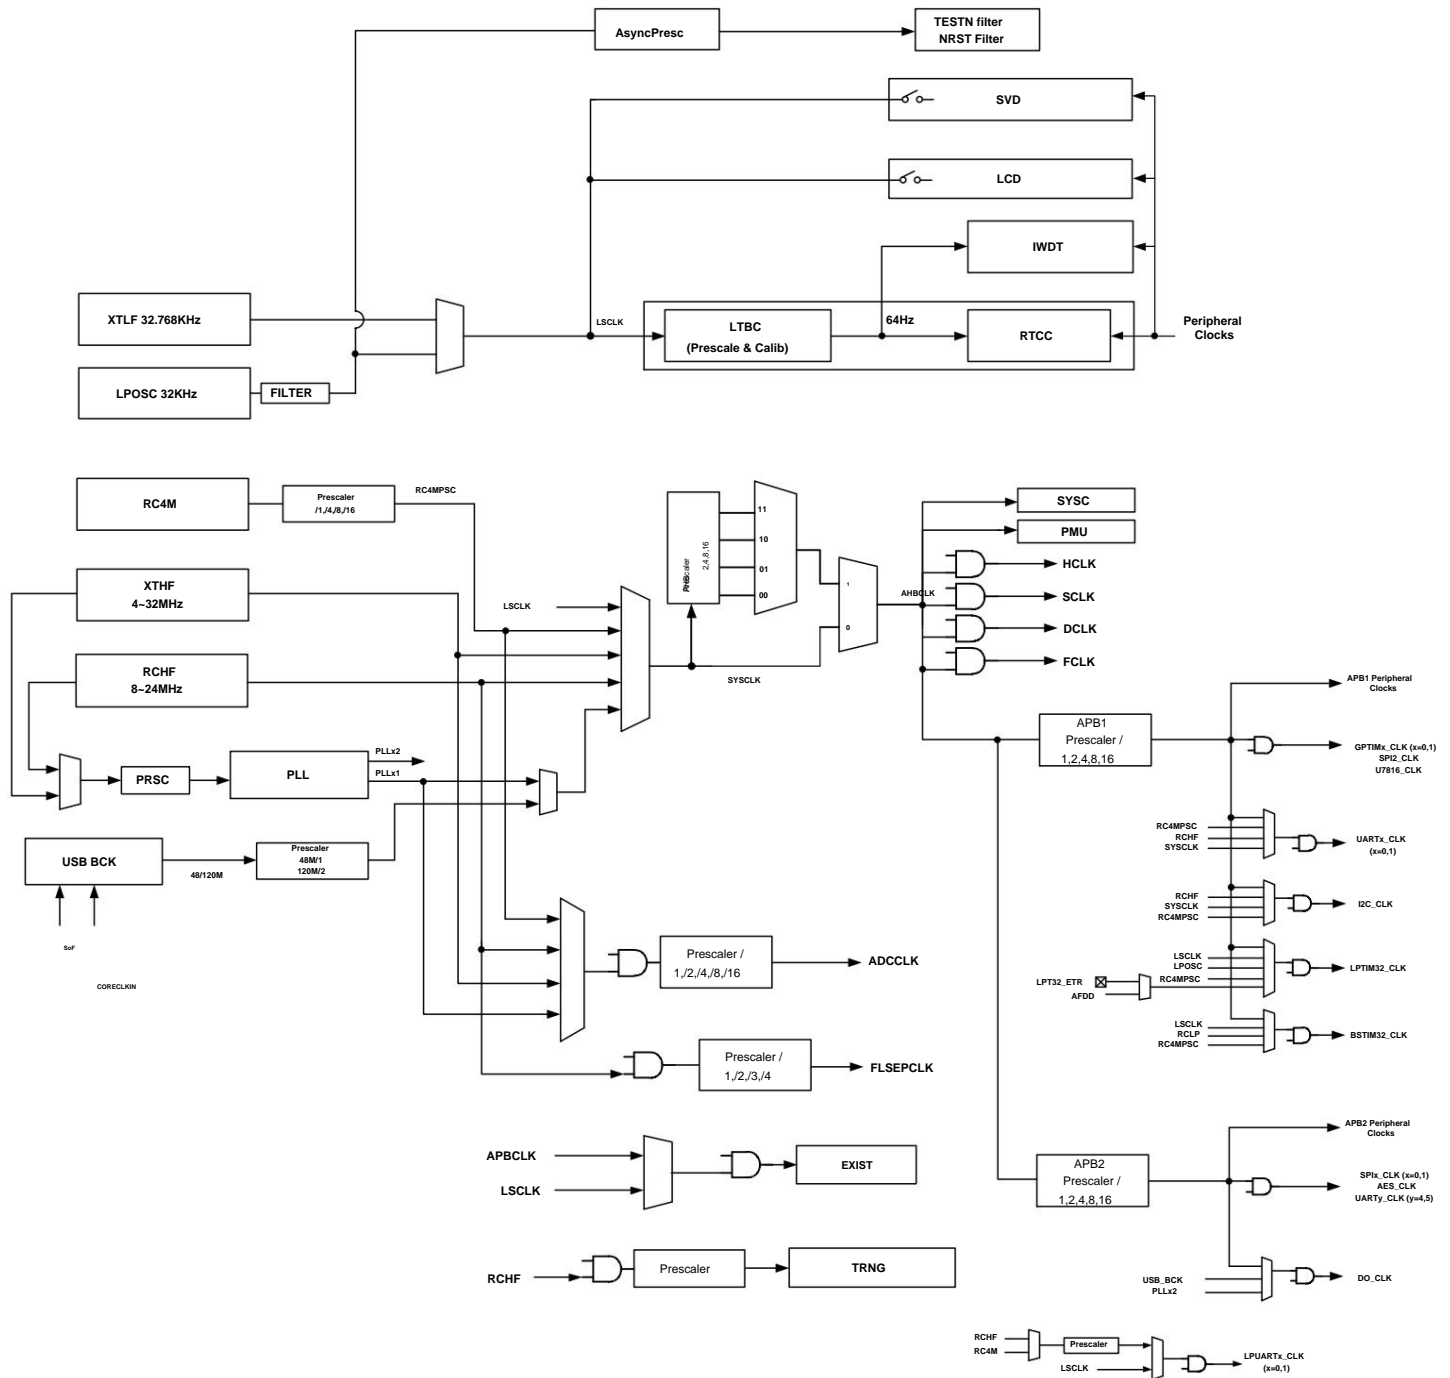 AsyncPresc
TESTN filter
NRST Filter
SVD
LCD
IWDT
XTLF 32.768KHz
LSCLK
LTBC
(Prescale & Calib)
64Hz
RTCC
Peripheral
Clocks
LPOSC 32KHz
FILTER
RC4M
Prescaler
/1,/4,/8,/16
RC4MPSC
2,4,8,16
11
10
01
00
SYSC
PMU
XTHF
4~32MHz
LSCLK
1
0
AHBCLK
HCLK
SCLK
DCLK
FCLK
RCHF
8~24MHz
SYSCLK
PRSC
PLL
PLLx2
PLLx1
APB1
Prescaler /
1,2,4,8,16
APB1 Peripheral
Clocks
GPTIMx_CLK (x=0,1)
SPI2_CLK
U7816_CLK
USB BCK
48/120M
Prescaler
48M/1
120M/2
SoF
CORECLKIN
RC4MPSC
RCHF
SYSCLK
UARTx_CLK
(x=0,1)
RCHF
SYSCLK
RC4MPSC
I2C_CLK
Prescaler /
1,/2,/4,/8,/16
ADCCLK
LSCLK
LPOSC
RC4MPSC
LPT32_ETR
AFDD
LPTIM32_CLK
LSCLK
RCLP
RC4MPSC
BSTIM32_CLK
Prescaler /
1,/2,/3,/4
FLSEPCLK
APBCLK
LSCLK
EXIST
APB2
Prescaler /
1,2,4,8,16
APB2 Peripheral
Clocks
SPIx_CLK (x=0,1)
AES_CLK
UARTy_CLK (y=4,5)
RCHF
Prescaler
TRNG
USB_BCK
PLLx2
DO_CLK
RCHF
RC4M
Prescaler
LSCLK
LPUARTx_CLK
(x=0,1)